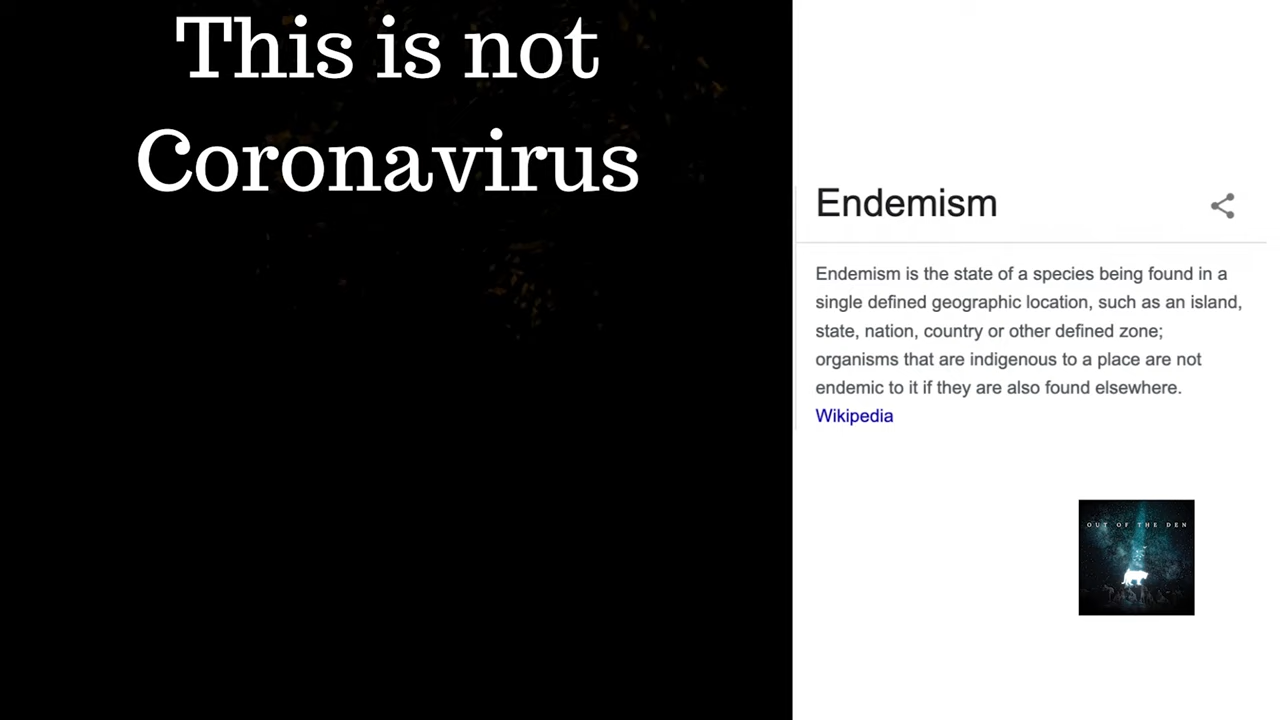 This is not
Coronavirus
Endemism
Endemism is the state of a species being found in a
single defined geographic location, such as an island,
state, nation, country or other defined zone;
organisms that are indigenous to a place are not
endemic to it if they are also found elsewhere.
Wikipedia
OUT OF THE DEN